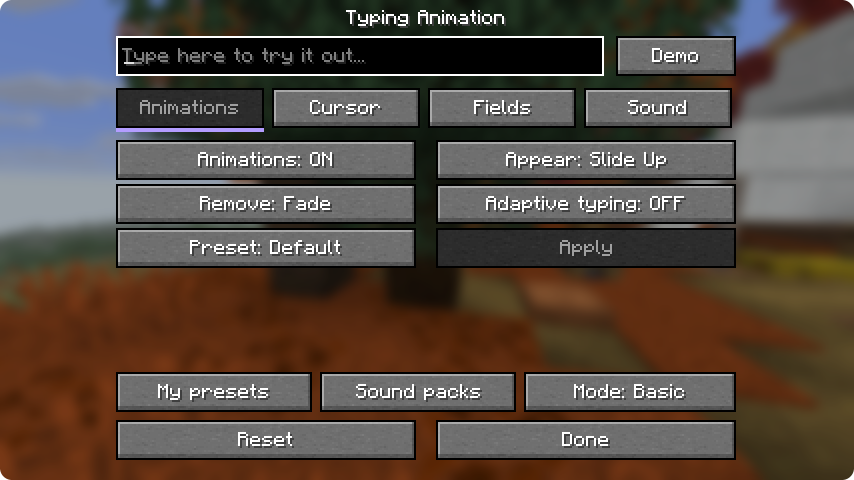 Typing Animation
Type here to try it out...
Demo
Animations
Cursor
Fields
Sound
Animations: ON
Appear: Slide Up
Remove: Fade
Adaptive typing: OFF
Preset: Default
Apply
My presets
Sound packs
Mode: Basic
Reset
Done